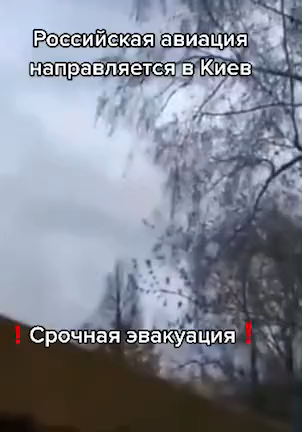 Российская авиация
направляется в Киев
❗Срочная эвакуация❗